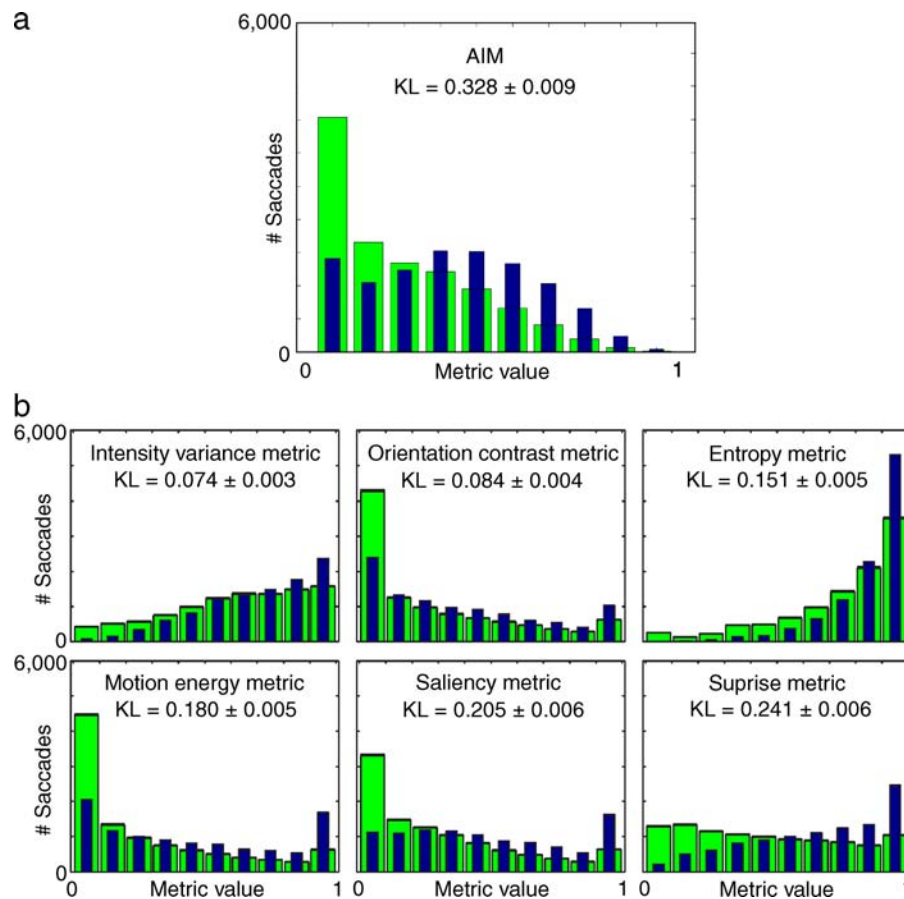 a
6,000
AIM
KL = 0.328 ± 0.009
# Saccades
0
0 Metric value 1
b
6,000
Intensity variance metric
KL = 0.074 ± 0.003
Orientation contrast metric
KL = 0.084 ± 0.004
Entropy metric
KL = 0.151 ± 0.005
# Saccades
0
6,000
Motion energy metric
KL = 0.180 ± 0.005
Saliency metric
KL = 0.205 ± 0.006
Suprise metric
KL = 0.241 ± 0.006
# Saccades
0
0 Metric value 1
0 Metric value 1
0 Metric value